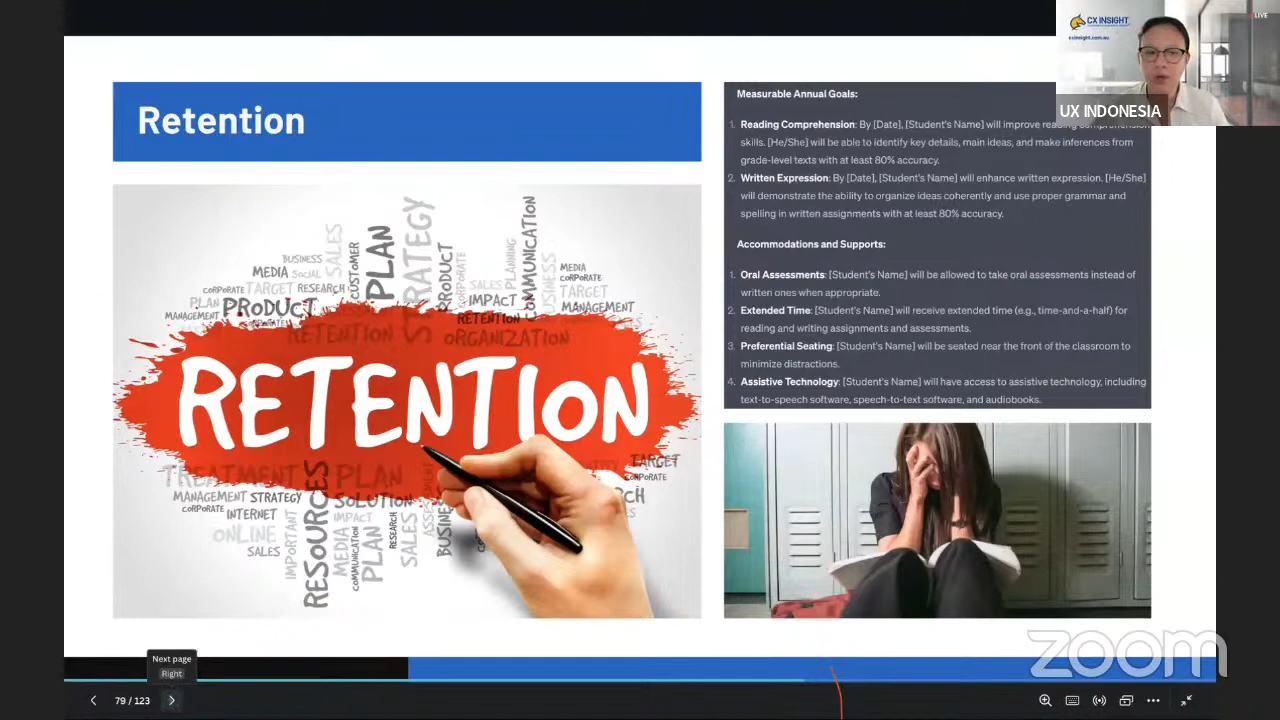 Retention
STRATEGY
COMMUNICATION
SALES
PLAN
CUSTOMER
PRODUCT
CORPORATE
PLANNING
BUSINESS
BUSINESS
MEDIA
SOCIAL
MEDIA
CORPORATE
CORPORATE
TARGET
RESEARCH
SALES
TARGET
PLAN
PRODUCT
IMPACT
MANAGEMENT
MANAGEMENT
RETENTION
RETENTION
ORGANIZATION
RETENTION
TREATMENT
PLAN
TARGET
CORPORATE
MANAGEMENT
STRATEGY
RESOURCES
SOLUTION
CORPORATE
INTERNET
IMPACT
ONLINE
SALES
IMPORTANT
MEDIA
COMMUNICATION
PLAN
RESEARCH
SALES
Measurable Annual Goals:
1. Reading Comprehension: By [Date], [Student's Name] will improve reading comprehension
skills. [He/She] will be able to identify key details, main ideas, and make inferences from
grade-level texts with at least 80% accuracy.
2. Written Expression: By [Date], [Student's Name] will enhance written expression. [He/She]
will demonstrate the ability to organize ideas coherently and use proper grammar and
spelling in written assignments with at least 80% accuracy.
Accommodations and Supports:
1. Oral Assessments: [Student's Name] will be allowed to take oral assessments instead of
written ones when appropriate.
2. Extended Time: [Student's Name] will receive extended time (e.g., time-and-a-half) for
reading and writing assignments and assessments.
3. Preferential Seating: [Student's Name] will be seated near the front of the classroom to
minimize distractions.
4. Assistive Technology: [Student's Name] will have access to assistive technology, including
text-to-speech software, speech-to-text software, and audiobooks.
CX INSIGHT
cxinsight.com.au
LIVE
UX INDONESIA
zoom
Next page
Right
79 / 123